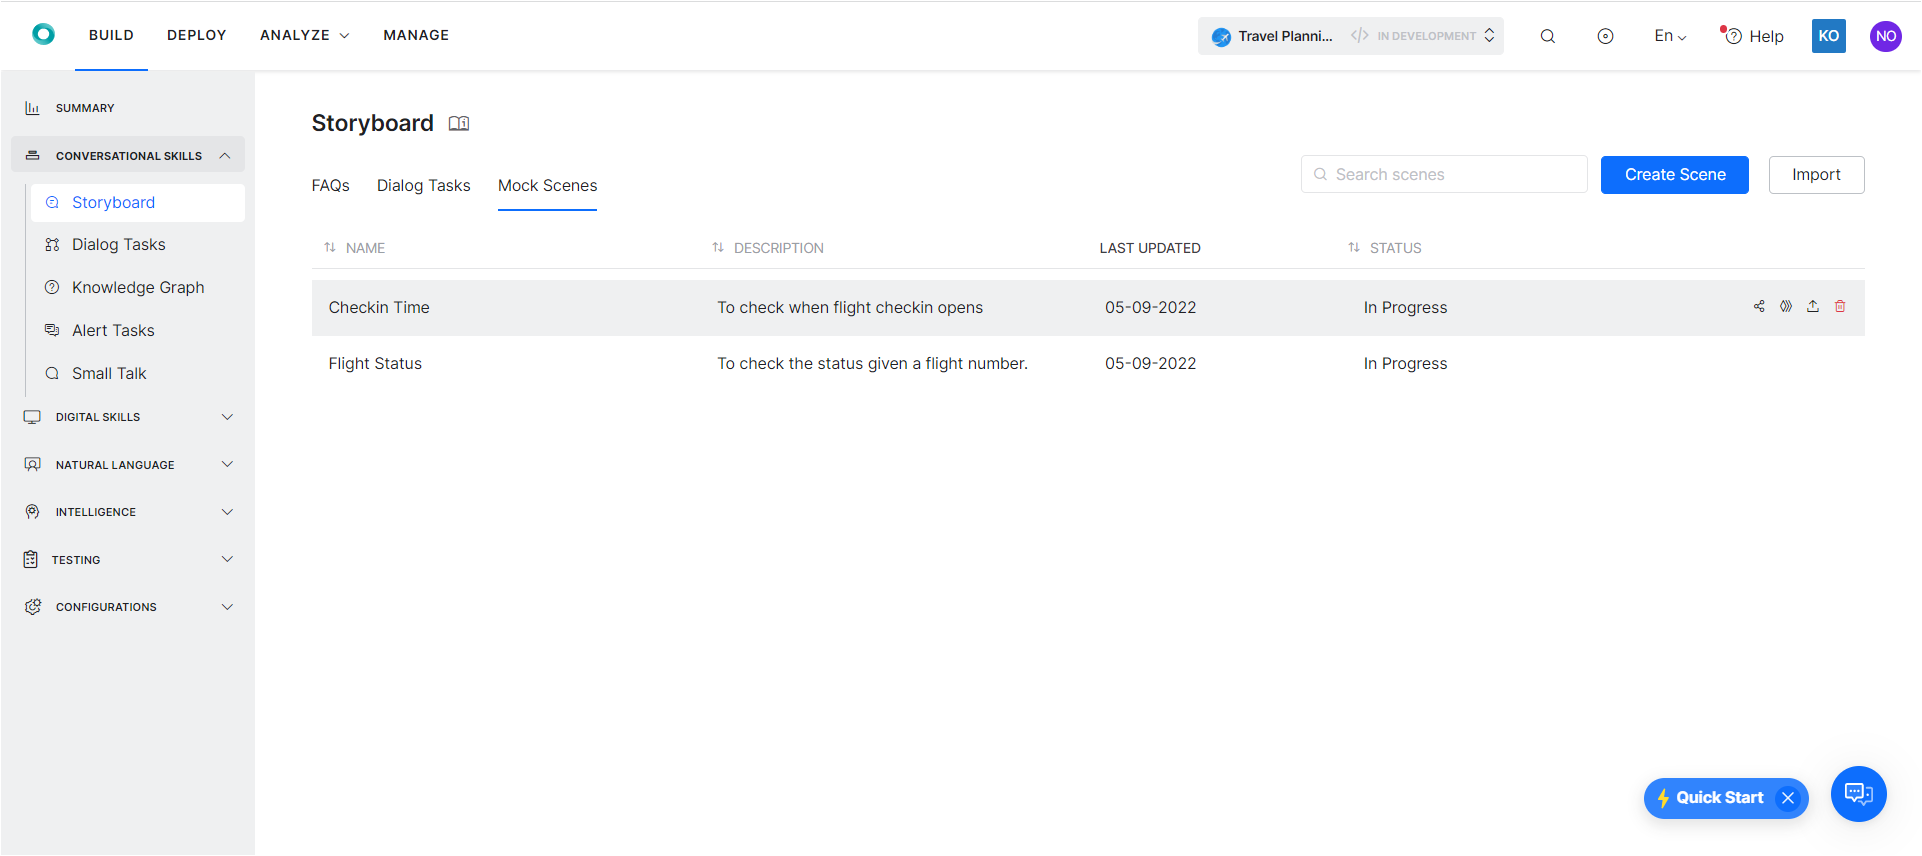 BUILD DEPLOY ANALYZE MANAGE Travel Planni... </> IN DEVELOPMENT En Help KO NO
SUMMARY
CONVERSATIONAL SKILLS
Storyboard
Dialog Tasks
Knowledge Graph
Alert Tasks
Small Talk
DIGITAL SKILLS
NATURAL LANGUAGE
INTELLIGENCE
TESTING
CONFIGURATIONS
Storyboard
FAQs Dialog Tasks Mock Scenes Search scenes Create Scene Import
NAME DESCRIPTION LAST UPDATED STATUS
Checkin Time To check when flight checkin opens 05-09-2022 In Progress
Flight Status To check the status given a flight number. 05-09-2022 In Progress
Quick Start